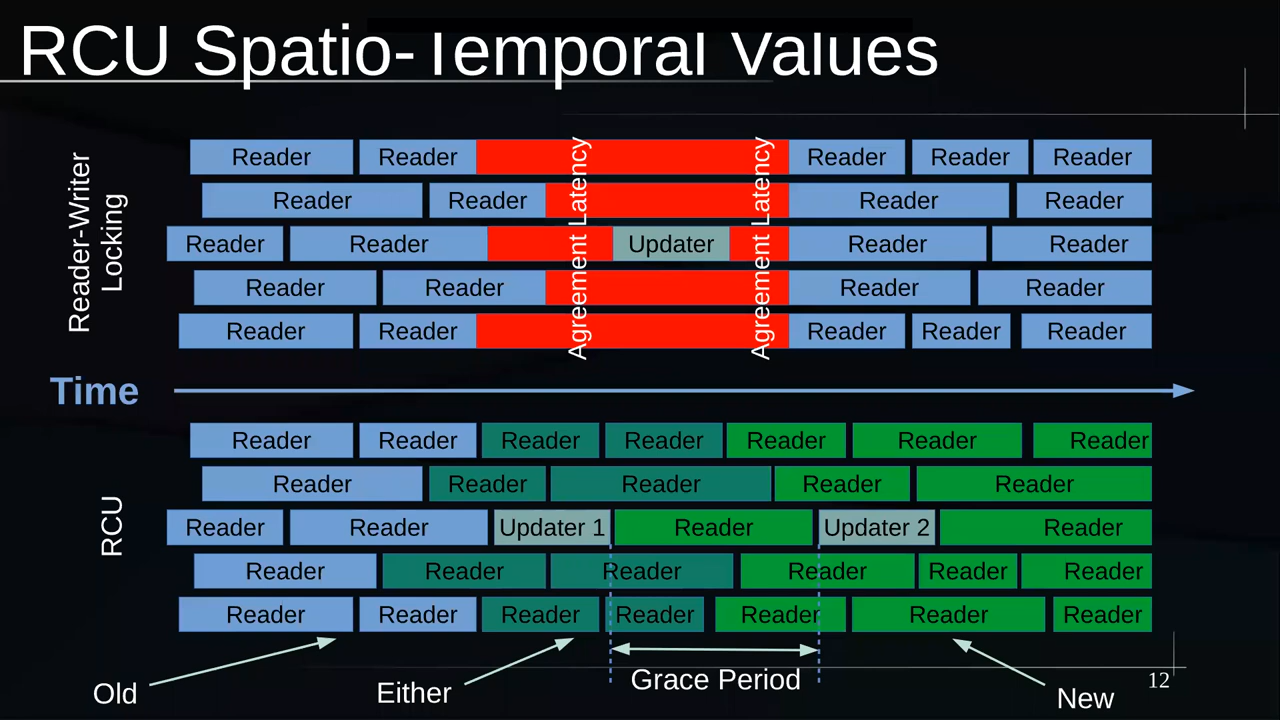 RCU Spatio-Temporal Values
Reader-Writer
Locking
Reader Reader Reader Reader Reader
Reader Reader Reader Reader
Reader Reader Updater Reader Reader
Reader Reader Reader Reader
Reader Reader Reader Reader Reader
Agreement Latency
Agreement Latency
Time
RCU
Reader Reader Reader Reader Reader Reader Reader
Reader Reader Reader Reader Reader
Reader Reader Updater 1 Reader Updater 2 Reader
Reader Reader Reader Reader Reader Reader
Reader Reader Reader Reader Reader Reader Reader
Old
Either
Grace Period
New
12